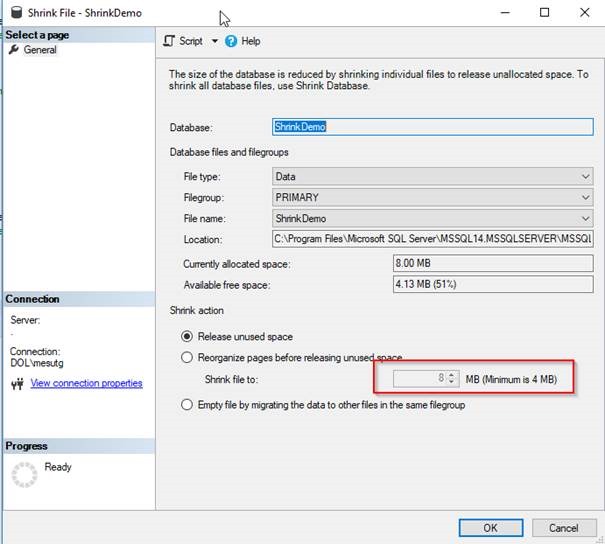 Shrink File - ShrinkDemo
Select a page
General
Script
Help
The size of the database is reduced by shrinking individual files to release unallocated space. To
shrink all database files, use Shrink Database.
Database:
ShrinkDemo
Database files and filegroups
File type:
Data
Filegroup:
PRIMARY
File name:
ShrinkDemo
Location:
C:\Program Files\Microsoft SQL Server\MSSQL14.MSSQLSERVER\MSSQL
Currently allocated space:
8.00 MB
Available free space:
4.13 MB (51%)
Shrink action
Release unused space
Reorganize pages before releasing unused space
Shrink file to:
8
MB (Minimum is 4 MB)
Empty file by migrating the data to other files in the same filegroup
Connection
Server:
.
Connection:
DOL\mesutg
View connection properties
Progress
Ready
OK
Cancel